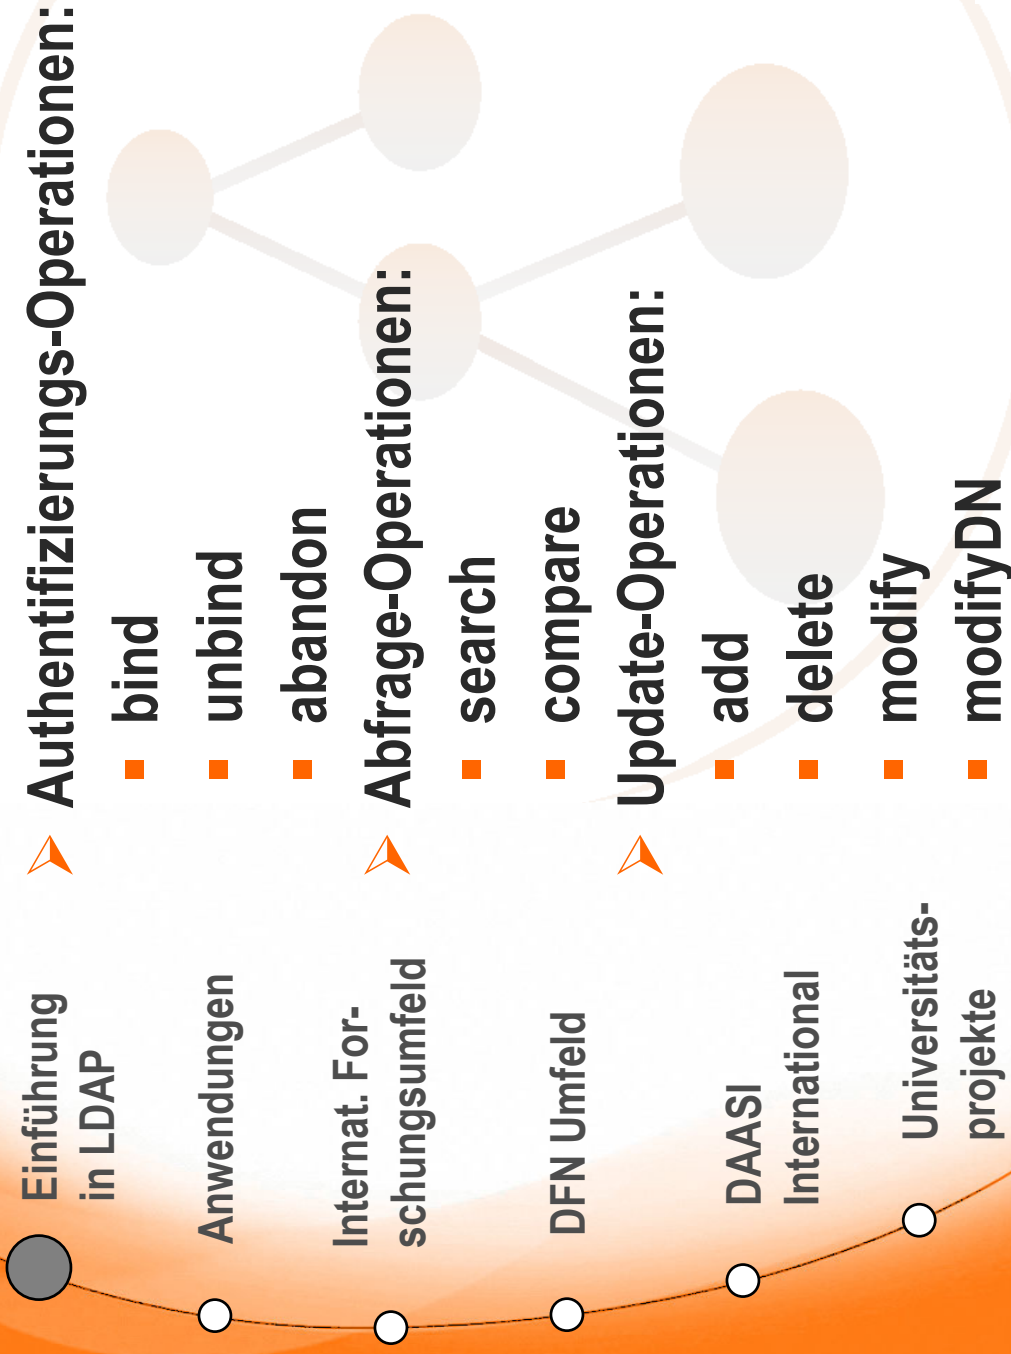 Einführung
in LDAP
Anwendungen
Internat. For-
schungsumfeld
DFN Umfeld
DAASI
International
Universitäts-
projekte
Authentifizierungs-Operationen:
bind
unbind
abandon
Abfrage-Operationen:
search
compare
Update-Operationen:
add
delete
modify
modifyDN